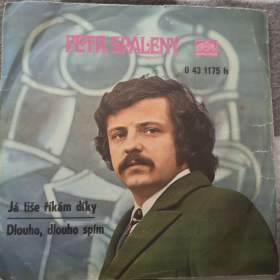 PETR SPÁLENÝ
0 43 1175 h
Já tiše říkám díky
Dlouho, dlouho spím